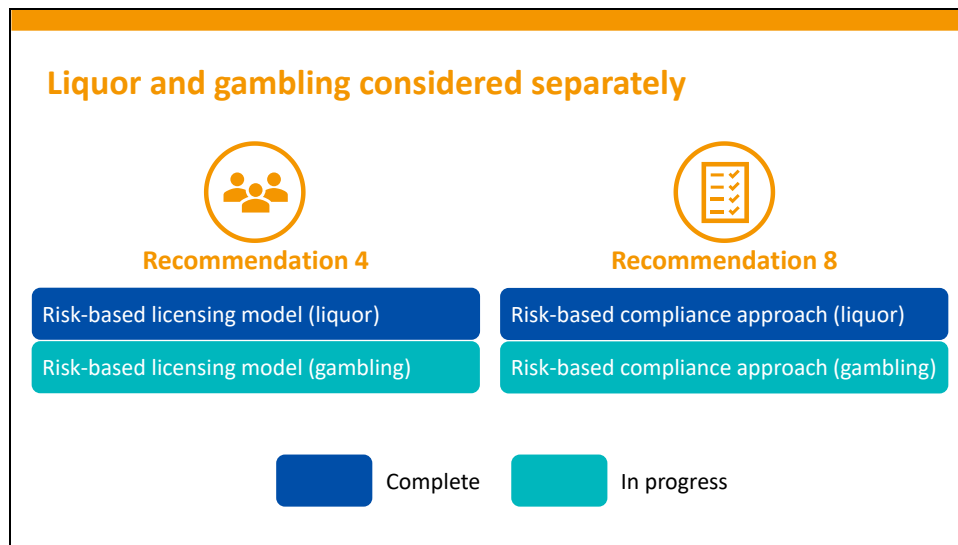 Liquor and gambling considered separately
Recommendation 4
Risk-based licensing model (liquor)
Risk-based licensing model (gambling)
Recommendation 8
Risk-based compliance approach (liquor)
Risk-based compliance approach (gambling)
Complete
In progress